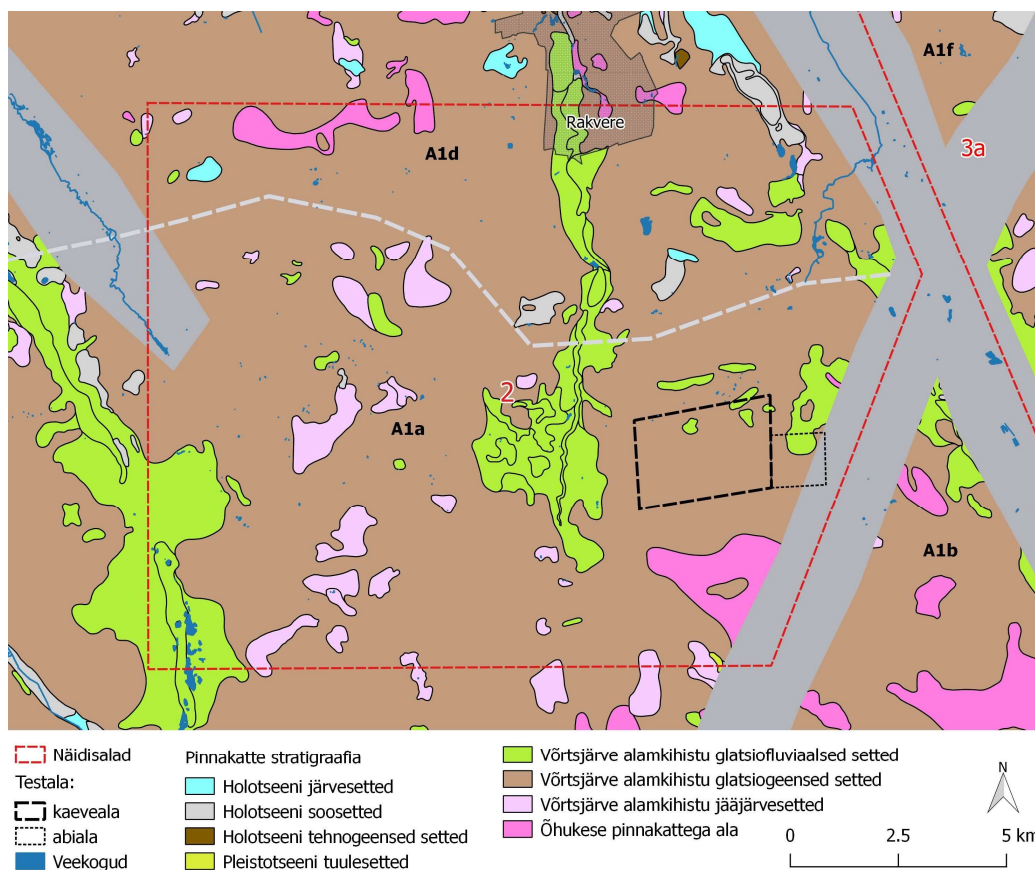 A1f
3a
Rakvere
A1d
2
A1a
A1b
Näidisalad
Testala:
kaeveala
abiala
Veekogud
Pinnakatte stratigraafia
Holotseeni järvesetted
Holotseeni soosetted
Holotseeni tehnogeensed setted
Pleistotseeni tuulesetted
Võrtsjärve alamkihistu glatsiofluviaalsed setted
Võrtsjärve alamkihistu glatsiogeensed setted
Võrtsjärve alamkihistu jääjärvesetted
Õhukese pinnakattega ala
N
0 2.5 5 km